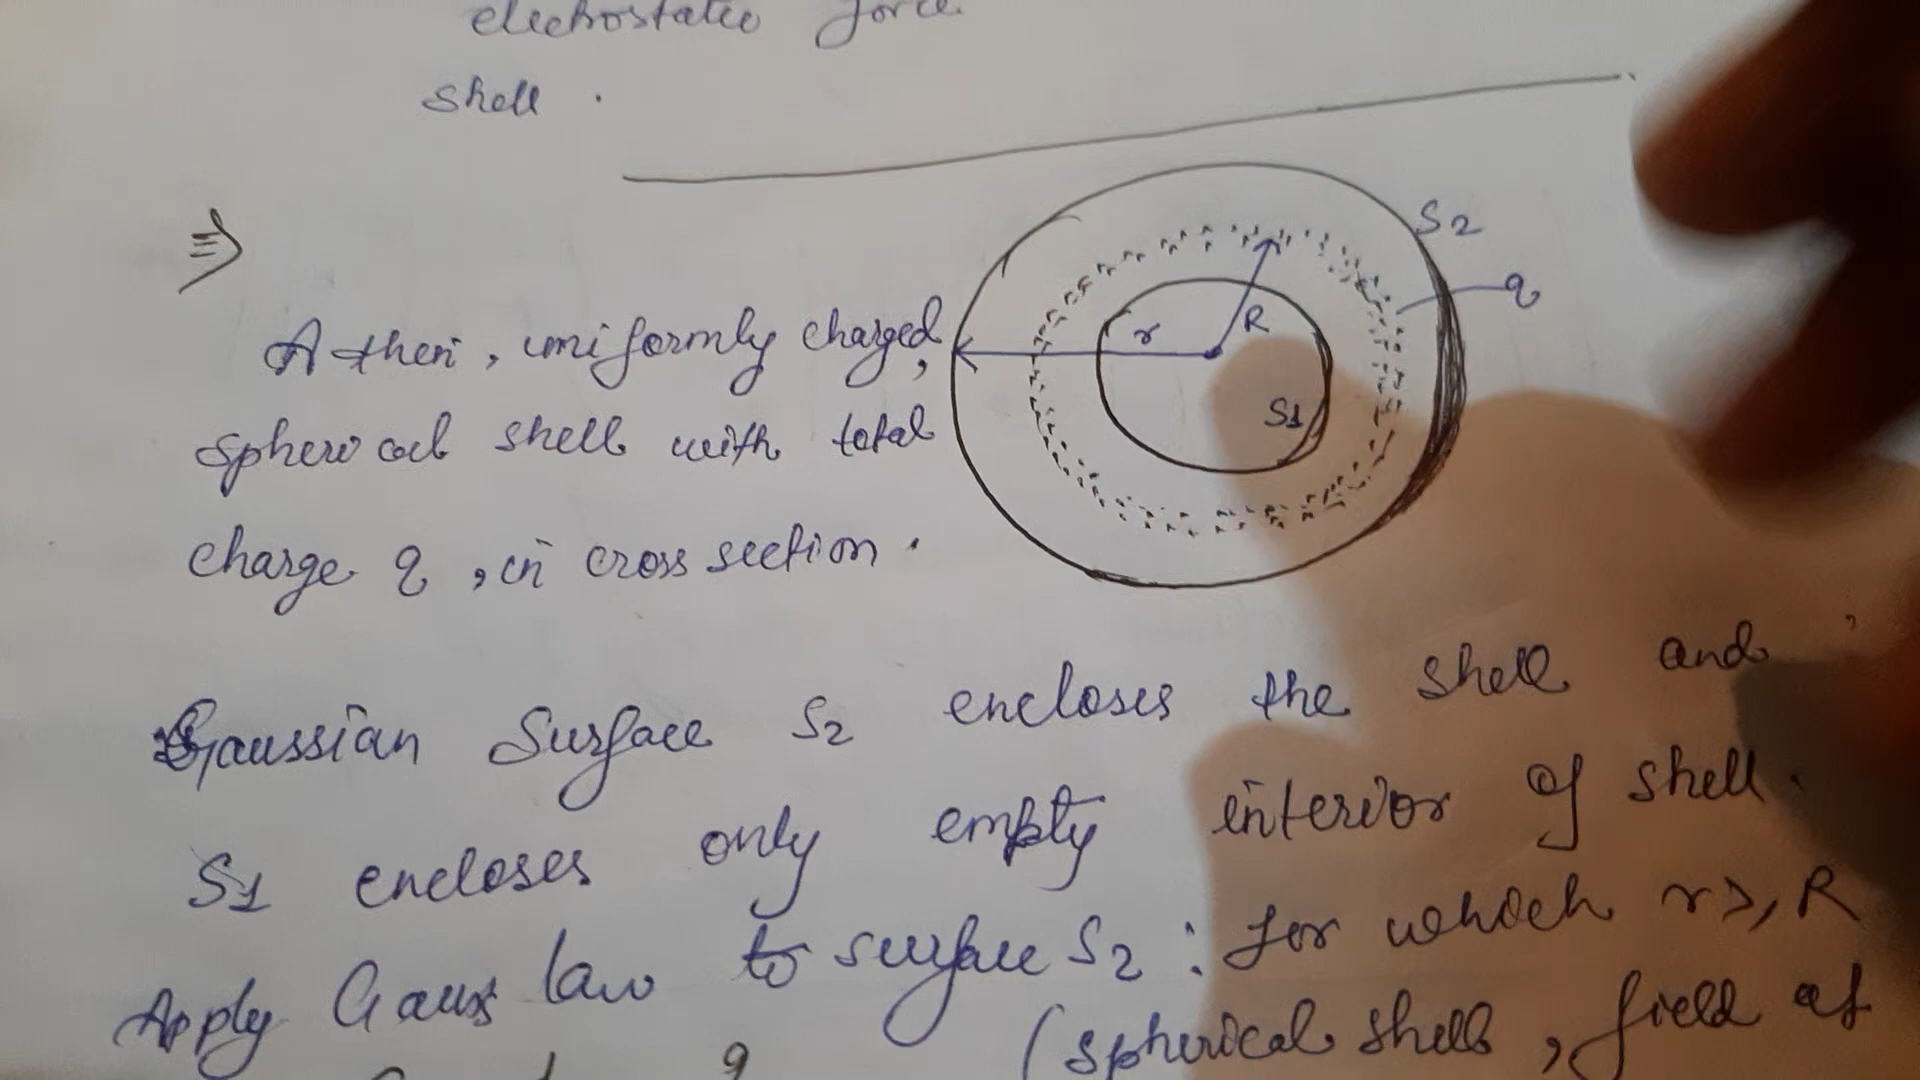 electrostatic force
shell .
⇒
S2
q
R
r
S1
A thin, uniformly charged,
spherical shell with total
charge q, in cross section.
Gaussian Surface S2 encloses the shell and
S1 encloses only empty interior of shell.
Apply Gauss law to surface S2 : for which r ≥, R
(spherical shell, field at
q